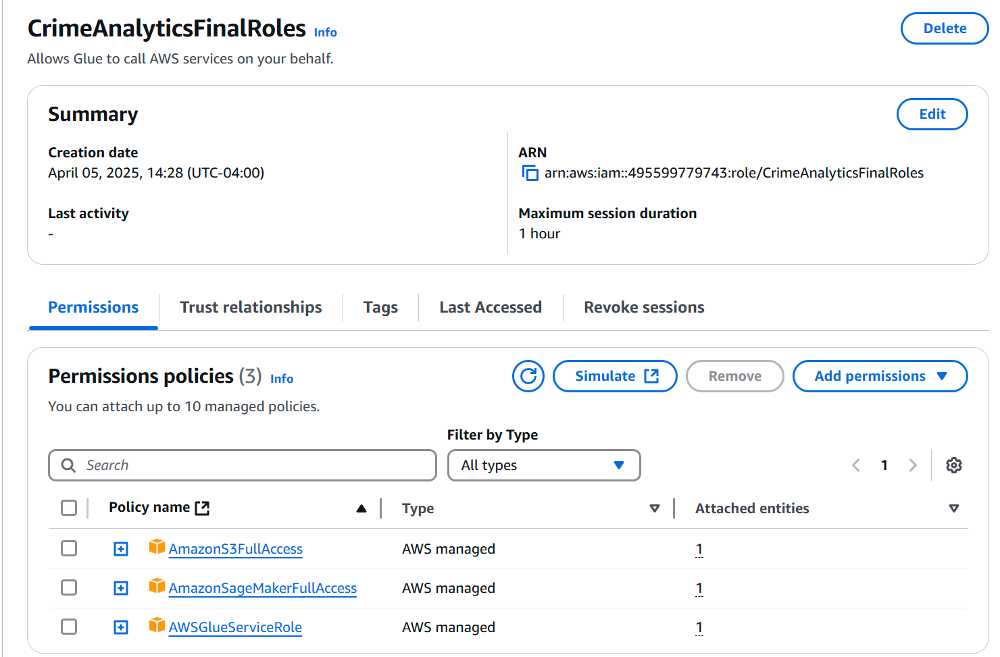 CrimeAnalyticsFinalRoles Info
Delete
Allows Glue to call AWS services on your behalf.
Summary
Edit
Creation date
April 05, 2025, 14:28 (UTC-04:00)
ARN
arn:aws:iam::495599779743:role/CrimeAnalyticsFinalRoles
Last activity
-
Maximum session duration
1 hour
Permissions Trust relationships Tags Last Accessed Revoke sessions
Permissions policies (3) Info
Simulate Remove Add permissions
You can attach up to 10 managed policies.
Filter by Type
Search All types 1
Policy name Type Attached entities
AmazonS3FullAccess AWS managed 1
AmazonSageMakerFullAccess AWS managed 1
AWSGlueServiceRole AWS managed 1